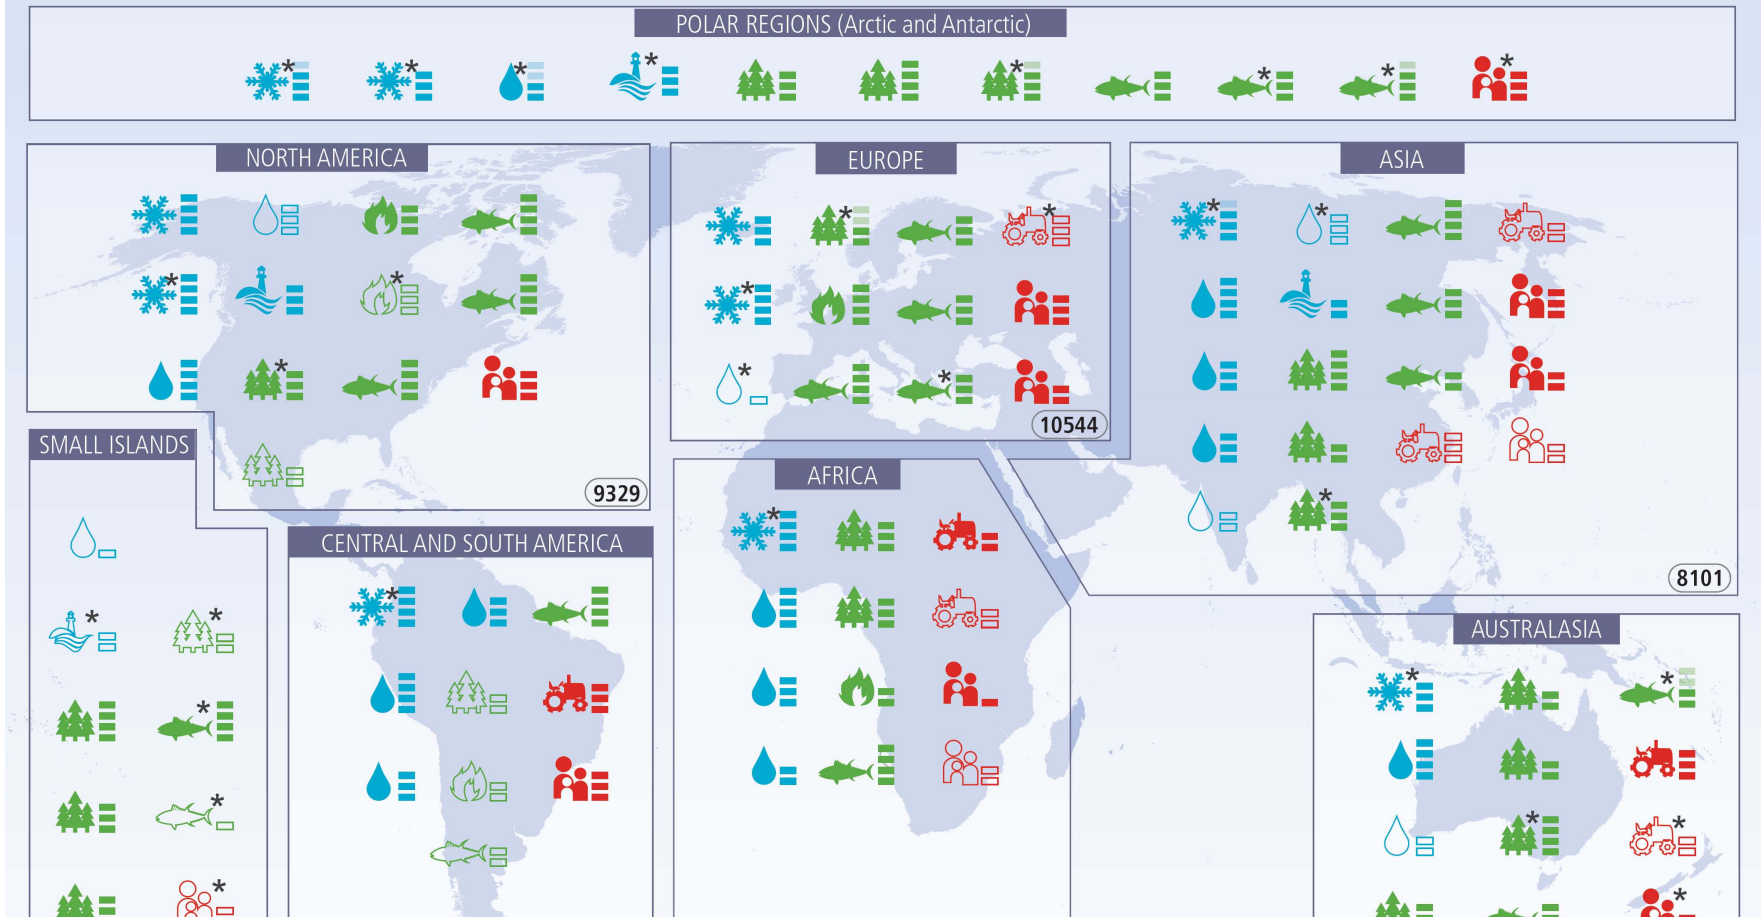 POLAR REGIONS (Arctic and Antarctic)
NORTH AMERICA
EUROPE
ASIA
10544
SMALL ISLANDS
AFRICA
9329
CENTRAL AND SOUTH AMERICA
8101
AUSTRALASIA